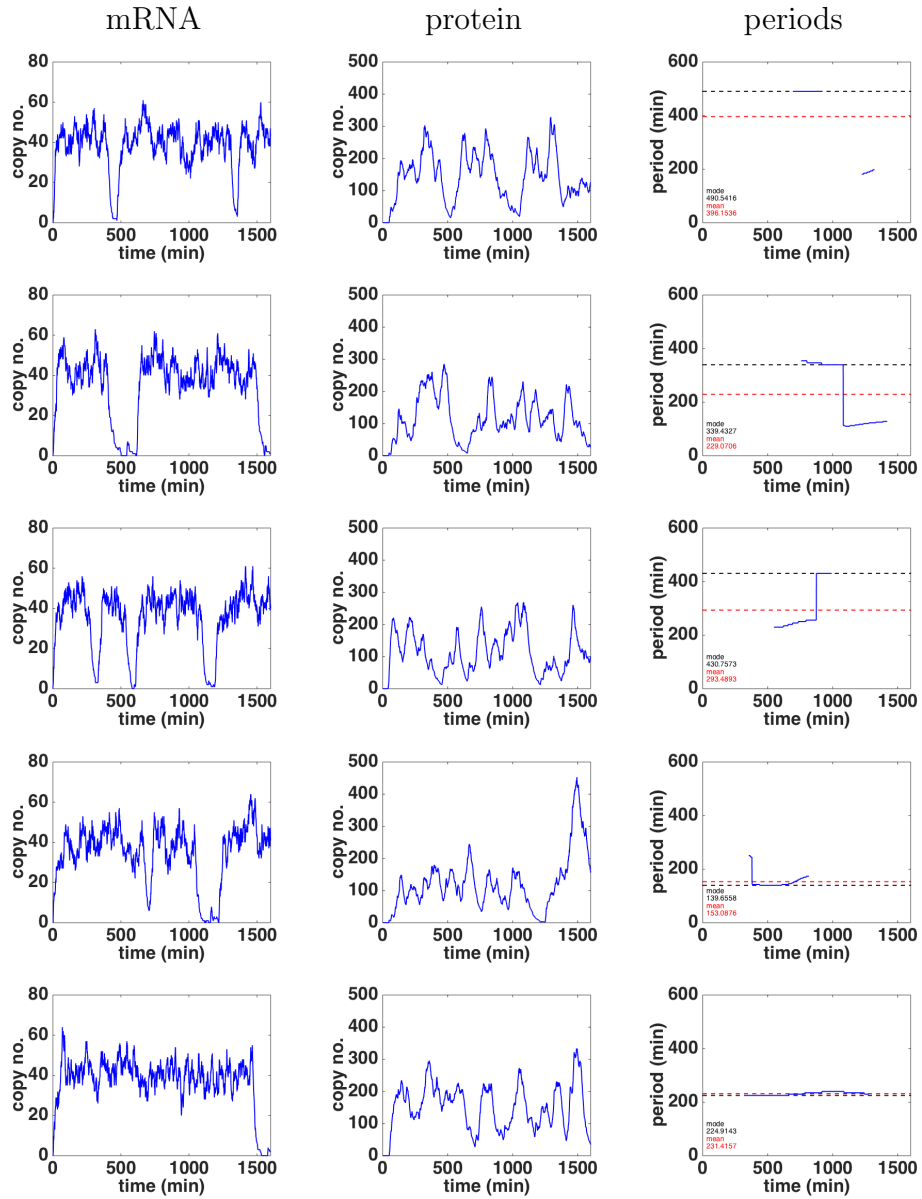 mRNA protein periods
80
60
40
20
0
copy no.
0 500 1000 1500
time (min)
500
400
300
200
100
0
copy no.
0 500 1000 1500
time (min)
600
400
200
0
period (min)
mode
490.5416
mean
396.1536
0 500 1000 1500
time (min)
80
60
40
20
0
copy no.
0 500 1000 1500
time (min)
500
400
300
200
100
0
copy no.
0 500 1000 1500
time (min)
600
400
200
0
period (min)
mode
339.4327
mean
229.0706
0 500 1000 1500
time (min)
80
60
40
20
0
copy no.
0 500 1000 1500
time (min)
500
400
300
200
100
0
copy no.
0 500 1000 1500
time (min)
600
400
200
0
period (min)
mode
430.7573
mean
293.4893
0 500 1000 1500
time (min)
80
60
40
20
0
copy no.
0 500 1000 1500
time (min)
500
400
300
200
100
0
copy no.
0 500 1000 1500
time (min)
600
400
200
0
period (min)
mode
139.6558
mean
153.0876
0 500 1000 1500
time (min)
80
60
40
20
0
copy no.
0 500 1000 1500
time (min)
500
400
300
200
100
0
copy no.
0 500 1000 1500
time (min)
600
400
200
0
period (min)
mode
224.9143
mean
231.4157
0 500 1000 1500
time (min)